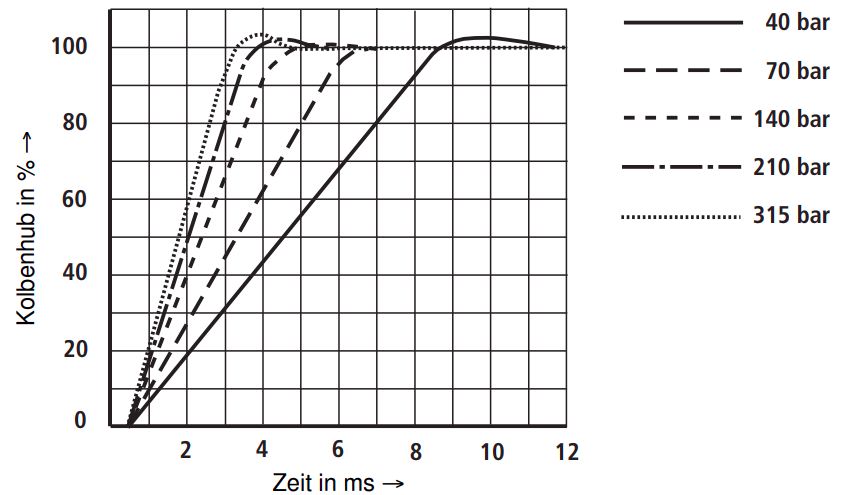 100
80
60
40
20
0
Kolbenhub in % →
2 4 6 8 10 12
Zeit in ms →
40 bar
70 bar
140 bar
210 bar
315 bar